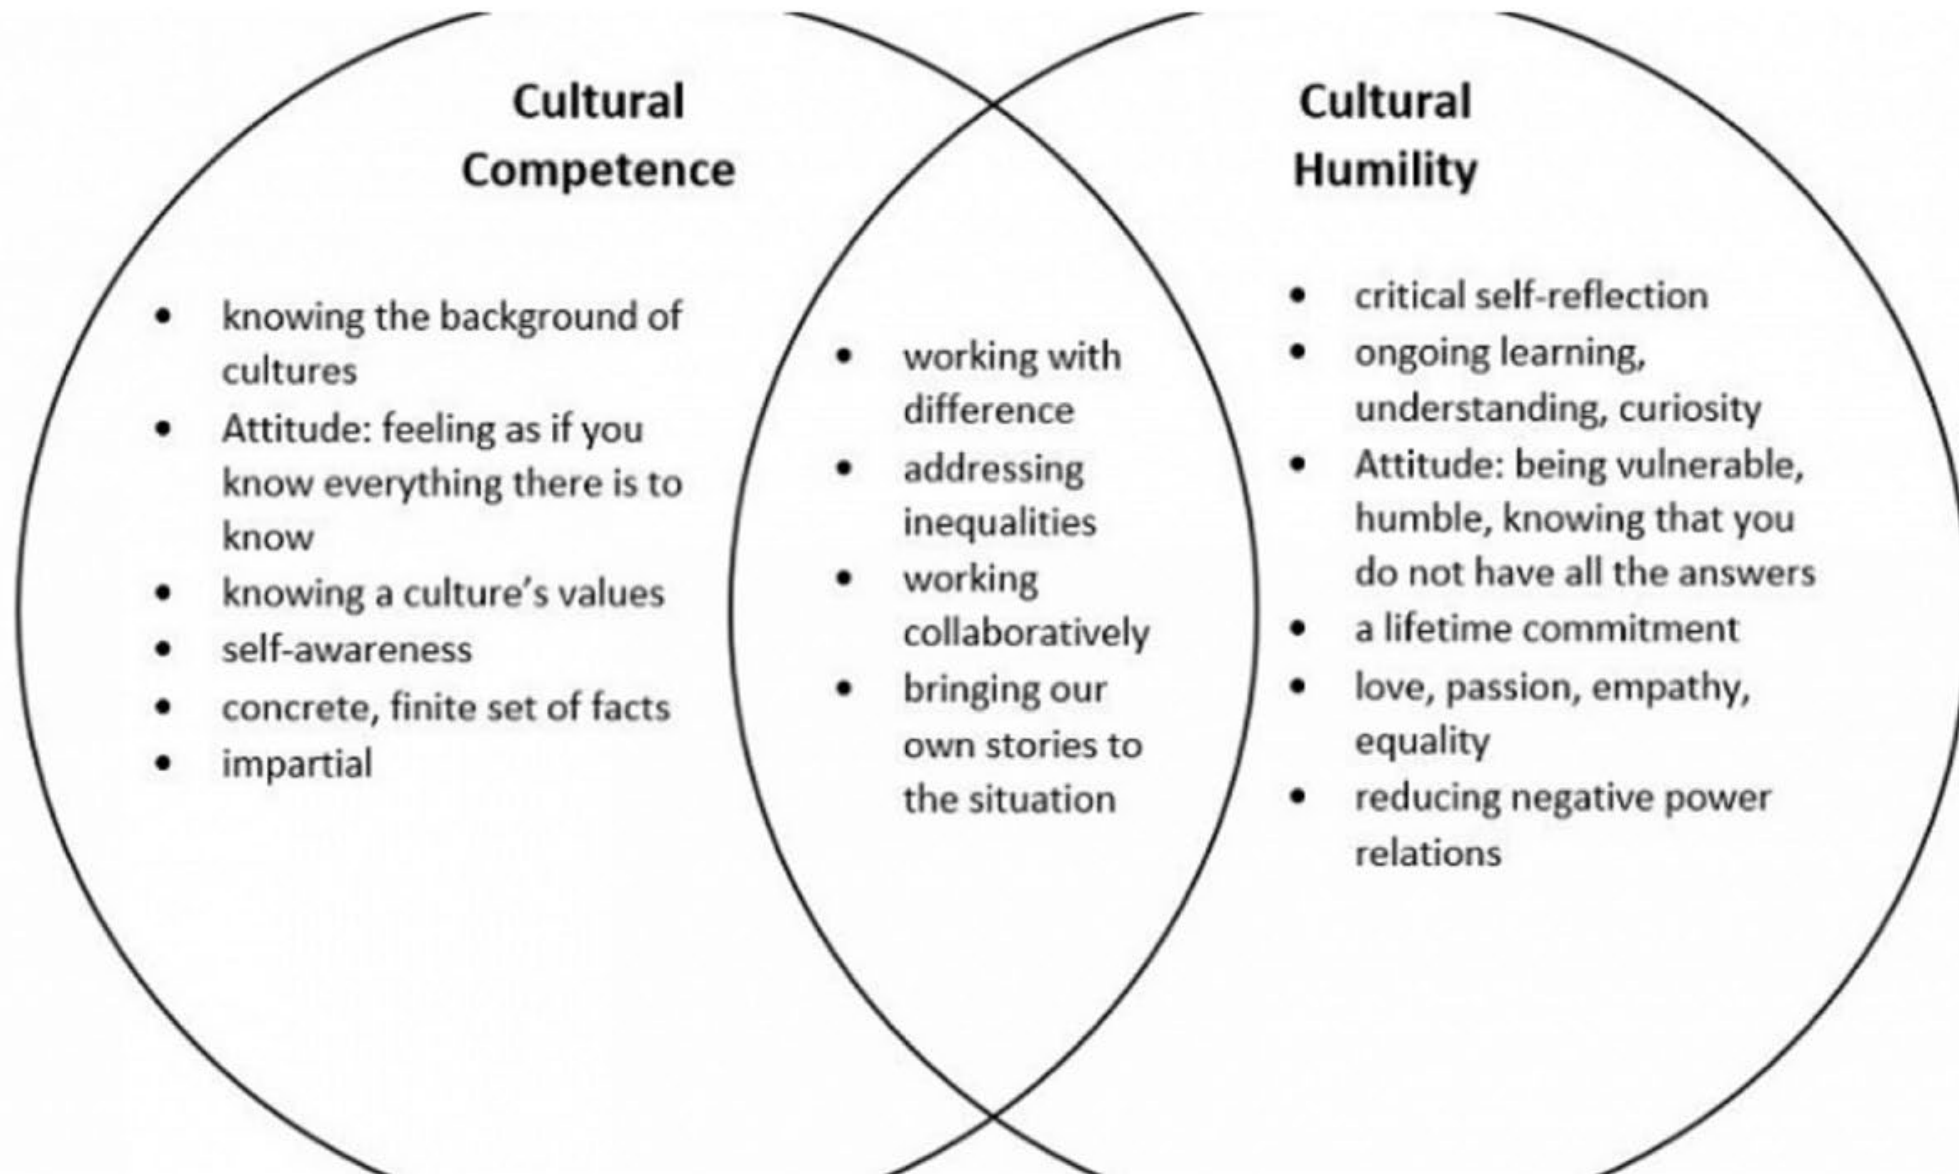 Cultural
Competence
• knowing the background of
cultures
• Attitude: feeling as if you
know everything there is to
know
• knowing a culture’s values
• self-awareness
• concrete, finite set of facts
• impartial
• working with
difference
• addressing
inequalities
• working
collaboratively
• bringing our
own stories to
the situation
Cultural
Humility
• critical self-reflection
• ongoing learning,
understanding, curiosity
• Attitude: being vulnerable,
humble, knowing that you
do not have all the answers
• a lifetime commitment
• love, passion, empathy,
equality
• reducing negative power
relations